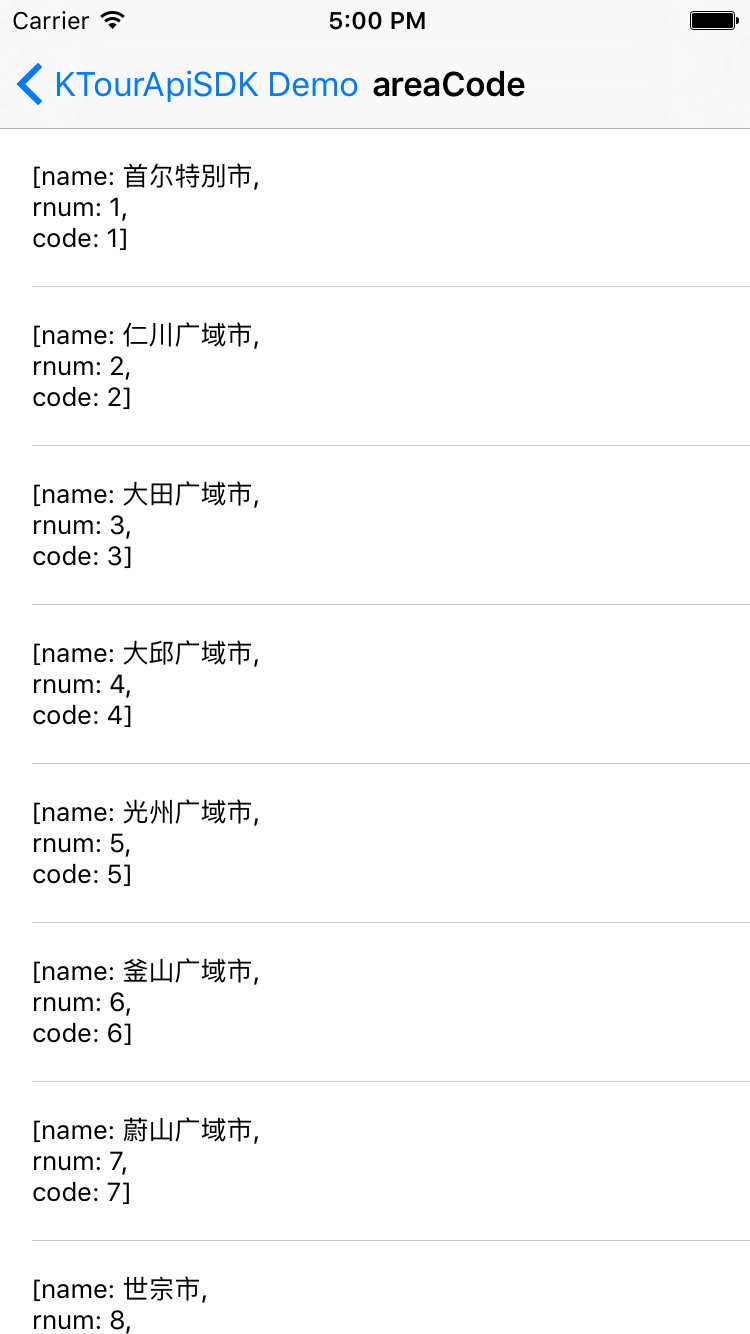 Carrier 5:00 PM
KTourApiSDK Demo areaCode
[name: 首尔特別市,
rnum: 1,
code: 1]
[name: 仁川广域市,
rnum: 2,
code: 2]
[name: 大田广域市,
rnum: 3,
code: 3]
[name: 大邱广域市,
rnum: 4,
code: 4]
[name: 光州广域市,
rnum: 5,
code: 5]
[name: 釜山广域市,
rnum: 6,
code: 6]
[name: 蔚山广域市,
rnum: 7,
code: 7]
[name: 世宗市,
rnum: 8,